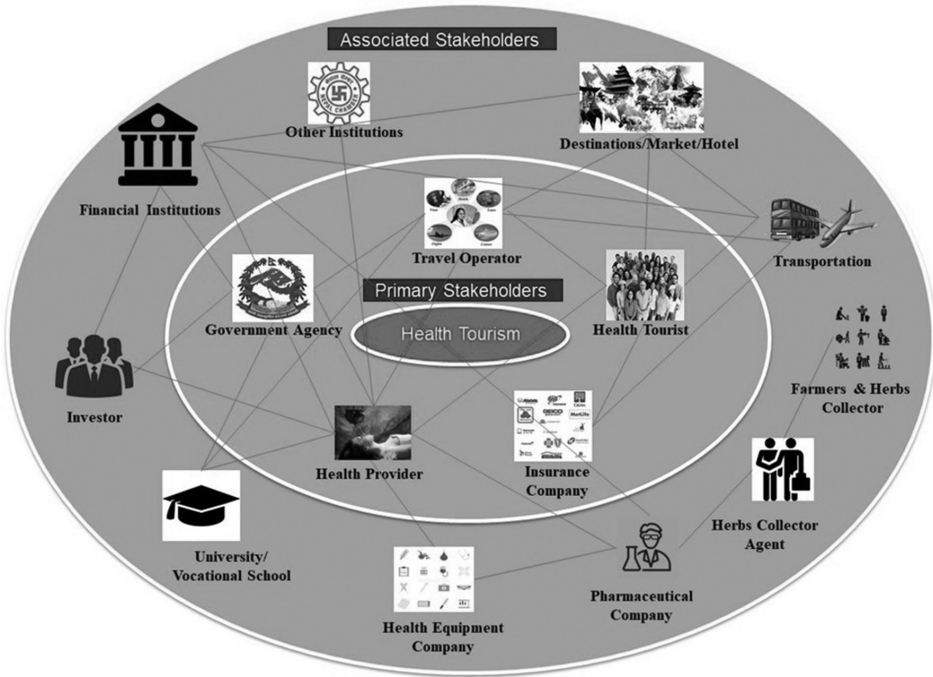 Associated Stakeholders
Other Institutions
Destinations/Market/Hotel
Financial Institutions
Travel Operator
Transportation
Primary Stakeholders
Government Agency
Health Tourism
Health Tourist
Farmers & Herbs
Collector
Investor
Health Provider
GEICO
MetLife
Insurance
Company
University/
Vocational School
Herbs Collector
Agent
Pharmaceutical
Company
Health Equipment
Company